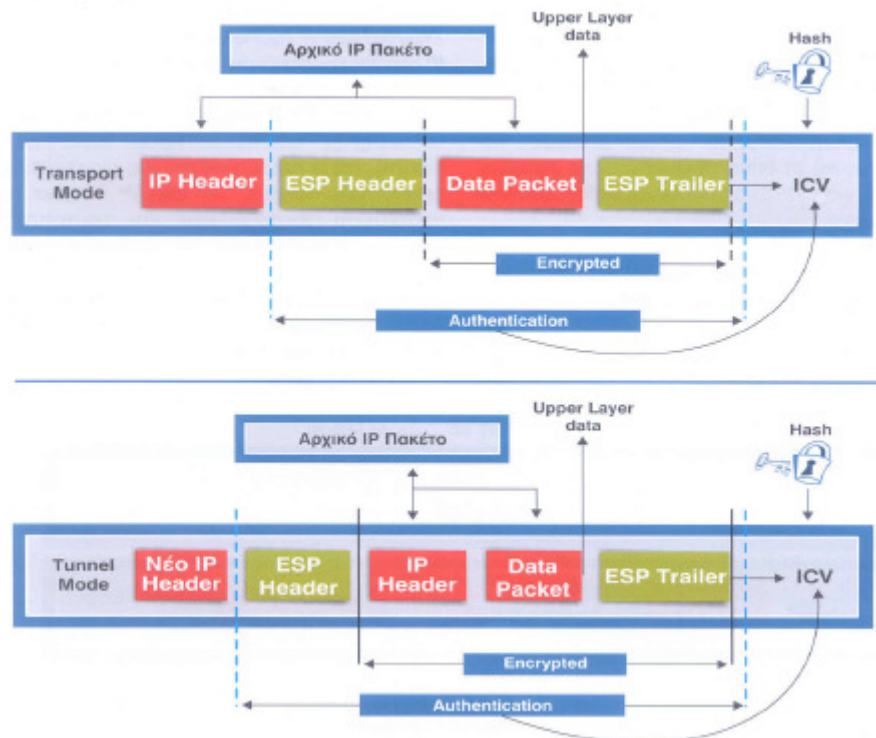 Upper Layer
data
Hash
Αρχικό IP Πακέτο
Transport
Mode
IP Header
ESP Header
Data Packet
ESP Trailer
ICV
Encrypted
Authentication
Upper Layer
data
Hash
Αρχικό IP Πακέτο
Tunnel
Mode
Νέο IP
Header
ESP
Header
IP
Header
Data
Packet
ESP Trailer
ICV
Encrypted
Authentication